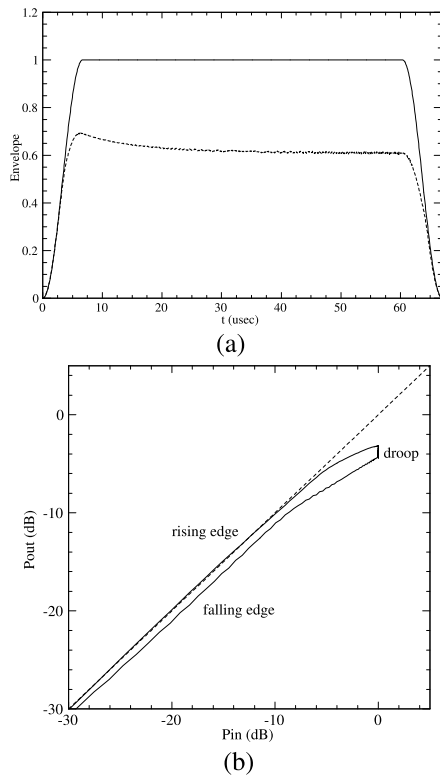 1.2
1
0.8
Envelope
0.6
0.4
0.2
0
0 10 20 30 40 50 60
t (usec)
(a)
0
droop
-10
rising edge
Pout (dB)
falling edge
-20
-30
-30 -20 -10 0
Pin (dB)
(b)